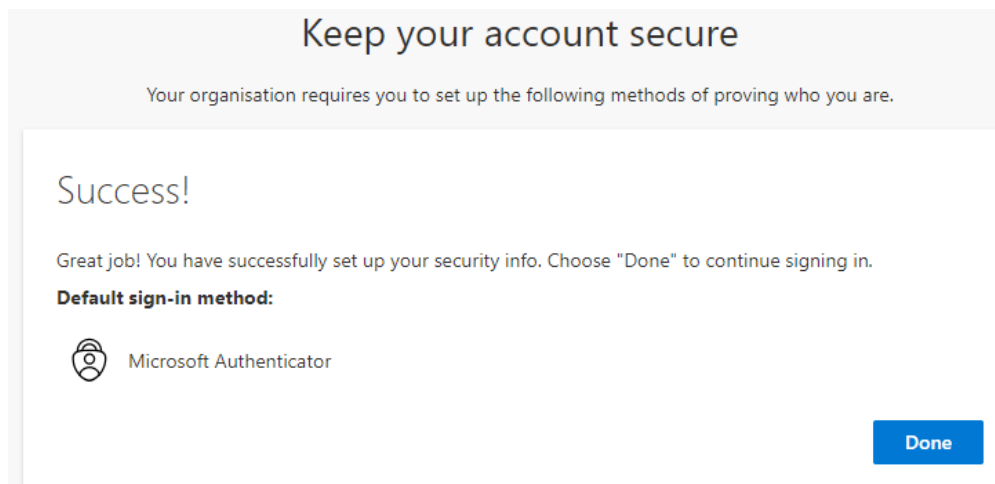 Keep your account secure
Your organisation requires you to set up the following methods of proving who you are.
Success!
Great job! You have successfully set up your security info. Choose "Done" to continue signing in.
Default sign-in method:
Microsoft Authenticator
Done